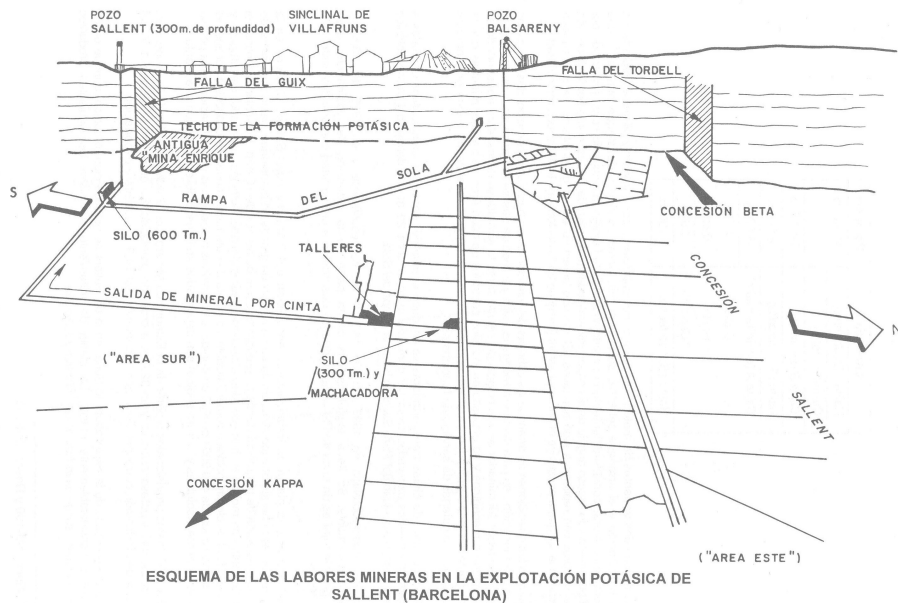 POZO
SALLENT (300m. de profundidad)
SINCLINAL DE
VILLAFRUNS
POZO
BALSARENY
FALLA DEL GUIX
FALLA DEL TORDELL
TECHO DE LA FORMACIÓN POTÁSICA
ANTIGUA
"MINA ENRIQUE
S
RAMPA DEL SOLA
CONCESIÓN BETA
SILO (600 Tm.)
TALLERES
SALIDA DE MINERAL POR CINTA
CONCESIÓN
SALLENT
N
("AREA SUR")
SILO
(300 Tm.) y
MACHACADORA
CONCESIÓN KAPPA
("AREA ESTE")
ESQUEMA DE LAS LABORES MINERAS EN LA EXPLOTACIÓN POTÁSICA DE
SALLENT (BARCELONA)